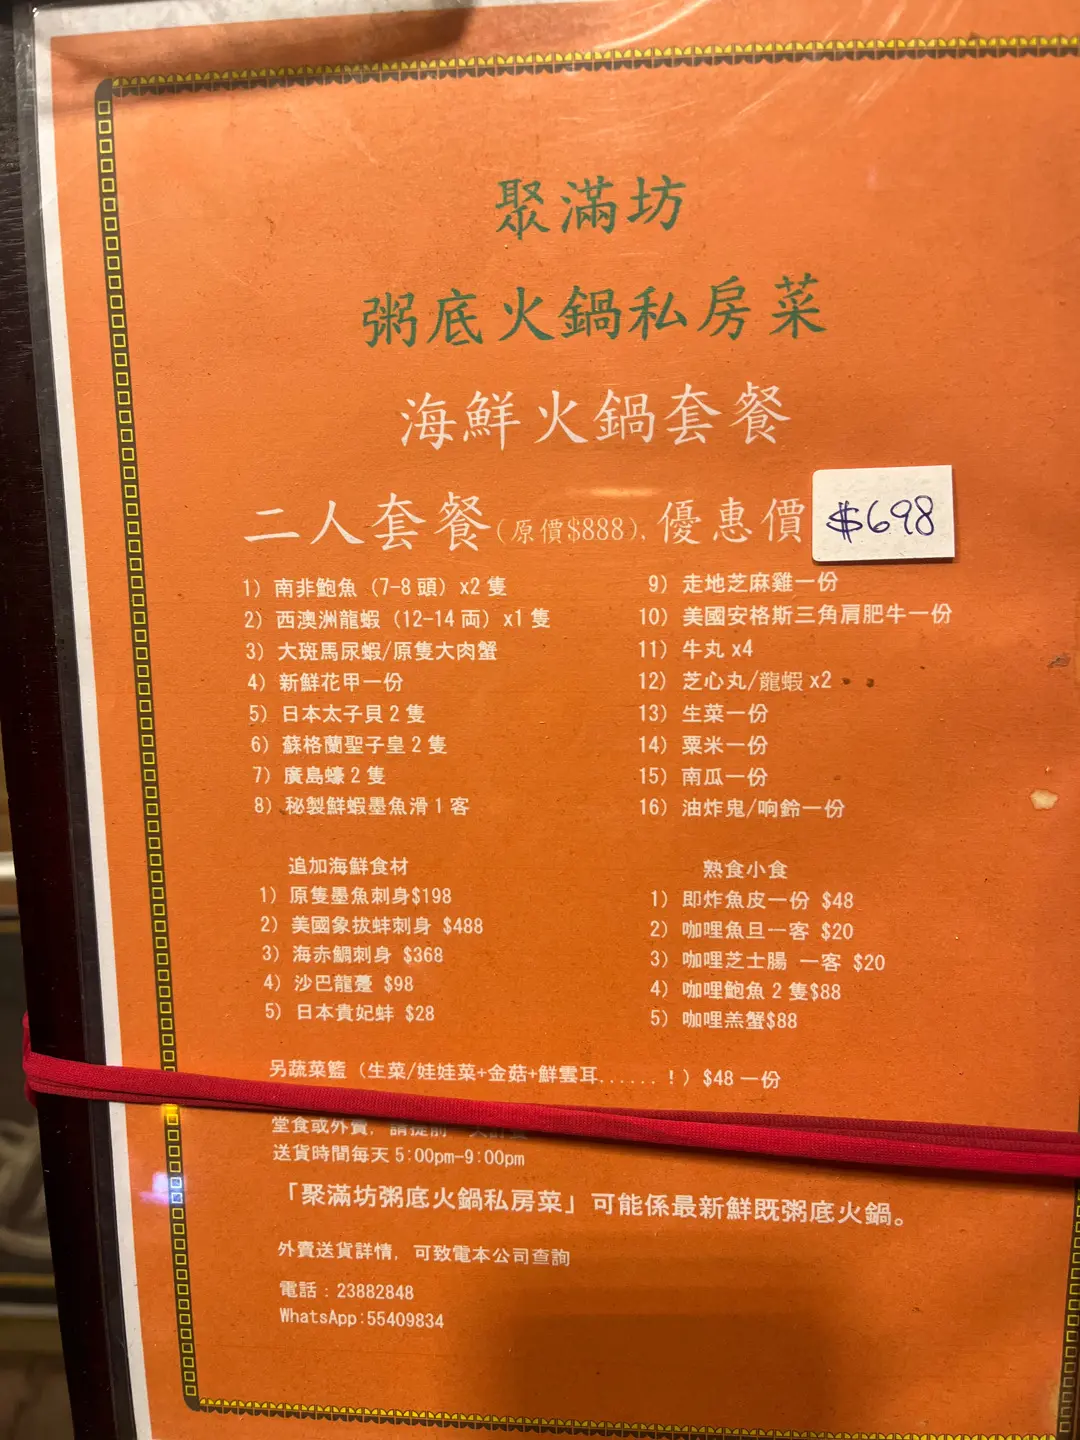 聚滿坊
粥底火鍋私房菜
海鮮火鍋套餐
二人套餐(原價$888), 優惠價 $698
1) 南非鮑魚 (7-8 頭) x2 隻
2) 西澳洲龍蝦 (12-14 両) x1 隻
3) 大斑馬尿蝦/原隻大肉蟹
4) 新鮮花甲一份
5) 日本太子貝 2 隻
6) 蘇格蘭聖子皇 2 隻
7) 廣島蠔 2 隻
8) 秘製鮮蝦墨魚滑 1 客
9) 走地芝麻雞一份
10) 美國安格斯三角肩肥牛一份
11) 牛丸 x4
12) 芝心丸/龍蝦 x2
13) 生菜一份
14) 粟米一份
15) 南瓜一份
16) 油炸鬼/响鈴一份
追加海鮮食材
1) 原隻墨魚刺身$198
2) 美國象拔蚌刺身 $488
3) 海赤鯛刺身 $368
4) 沙巴龍躉 $98
5) 日本貴妃蚌 $28
熟食小食
1) 即炸魚皮一份 $48
2) 咖哩魚旦一客 $20
3) 咖哩芝士腸 一客 $20
4) 咖哩鮑魚 2 隻$88
5) 咖哩羔蟹$88
另蔬菜籃 (生菜/娃娃菜+金菇+鮮雲耳......!) $48 一份
堂食或外賣, 請提前一天
送貨時間每天 5:00pm-9:00pm
「聚滿坊粥底火鍋私房菜」可能係最新鮮既粥底火鍋。
外賣送貨詳情, 可致電本公司查詢
電話：23882848
WhatsApp:55409834